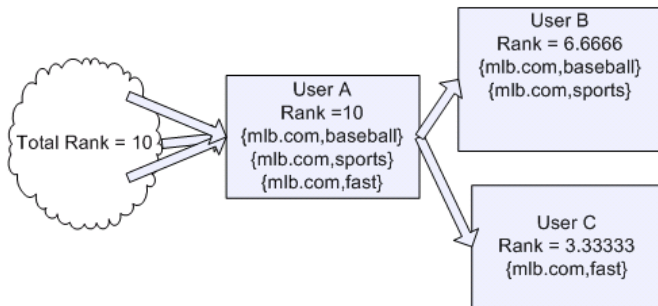 Total Rank = 10
User A
Rank =10
{mlb.com,baseball}
{mlb.com,sports}
{mlb.com,fast}
User B
Rank = 6.6666
{mlb.com,baseball}
{mlb.com,sports}
User C
Rank = 3.33333
{mlb.com,fast}